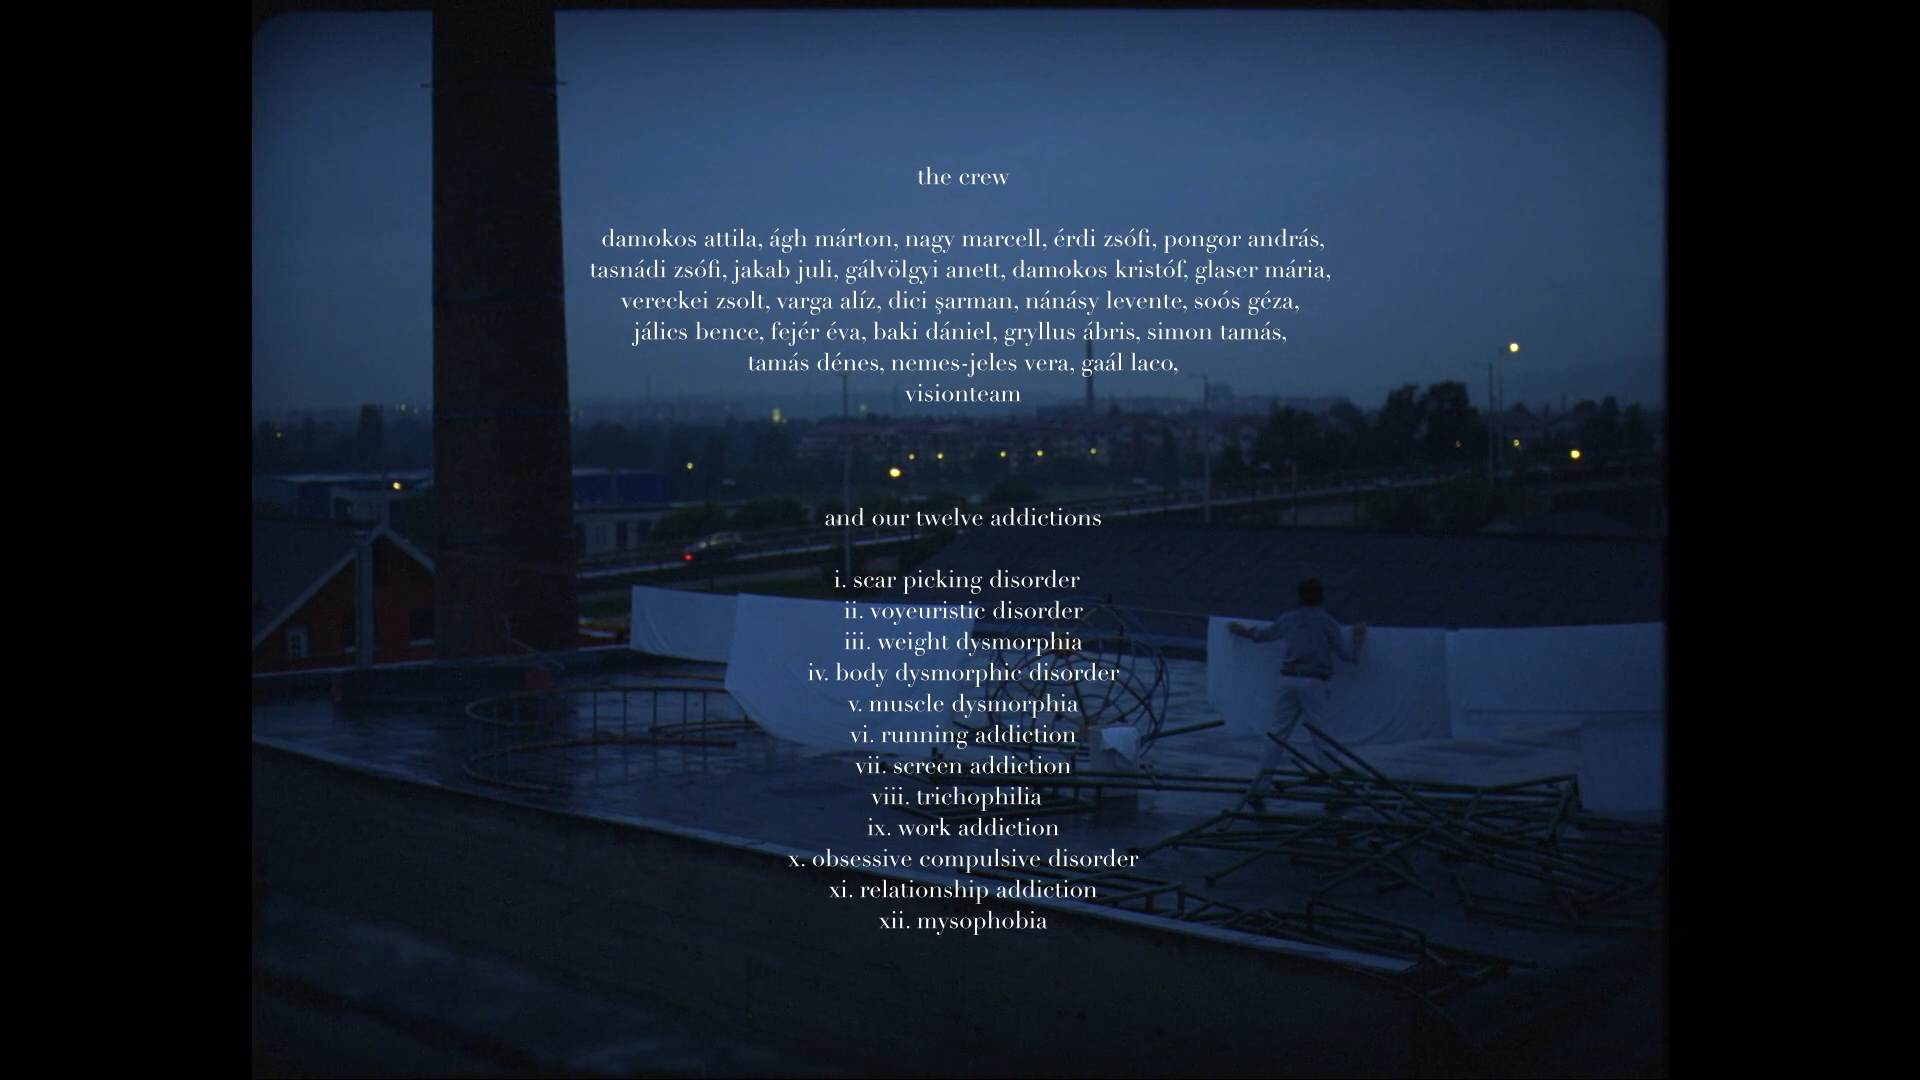 the crew
damokos attila, ágh márton, nagy marcell, érdi zsófi, pongor andrás,
tasnádi zsófi, jakab juli, gálvölgyi anett, damokos kristóf, glaser mária,
vereckei zsolt, varga alíz, dici şarman, nánásy levente, soós géza,
jálics bence, fejér éva, baki dániel, gryllus ábris, simon tamás,
tamás dénes, nemes-jeles vera, gaál laco,
visionteam
and our twelve addictions
i. scar picking disorder
ii. voyeuristic disorder
iii. weight dysmorphia
iv. body dysmorphic disorder
v. muscle dysmorphia
vi. running addiction
vii. screen addiction
viii. trichophilia
ix. work addiction
x. obsessive compulsive disorder
xi. relationship addiction
xii. mysophobia